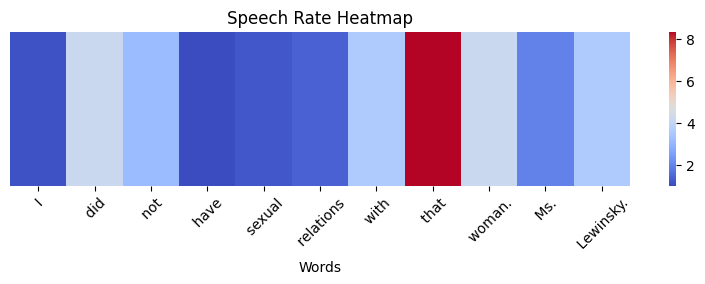 Speech Rate Heatmap
8
6
4
2
I did not have sexual relations with that woman. Ms. Lewinsky.
Words